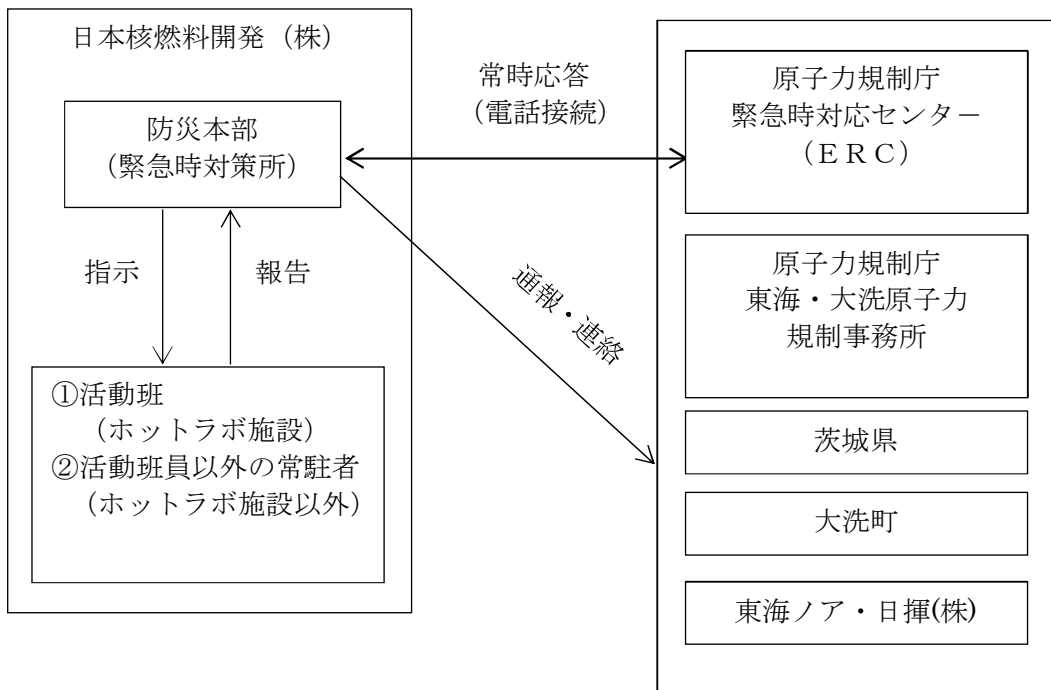 日本核燃料開発（株）
防災本部
（緊急時対策所）
指示
報告
①活動班
（ホットラボ施設）
②活動班員以外の常駐者
（ホットラボ施設以外）
常時応答
（電話接続）
通報・連絡
原子力規制庁
緊急時対応センター
（ＥＲＣ）
原子力規制庁
東海・大洗原子力
規制事務所
茨城県
大洗町
東海ノア・日揮(株)